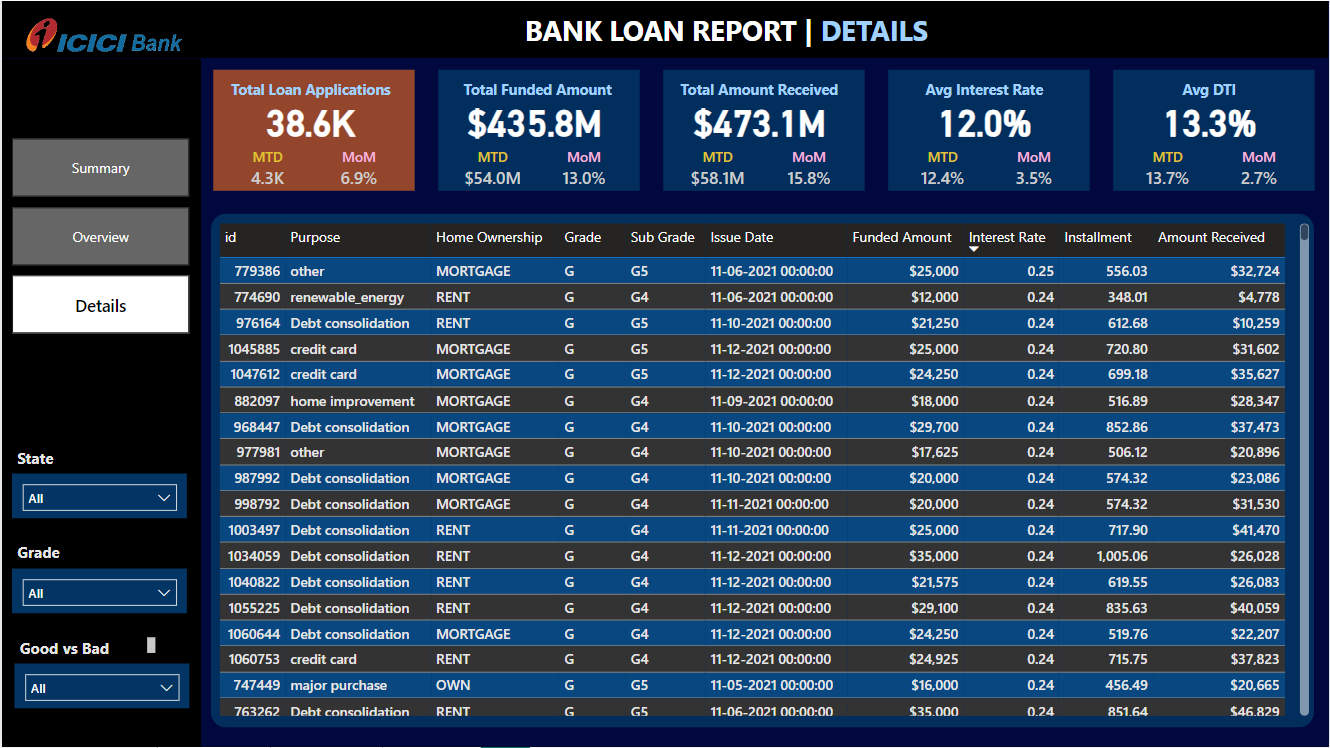 ICICI Bank
BANK LOAN REPORT | DETAILS
Total Loan Applications
38.6K
MTD MoM
4.3K 6.9%
Total Funded Amount
$435.8M
MTD MoM
$54.0M 13.0%
Total Amount Received
$473.1M
MTD MoM
$58.1M 15.8%
Avg Interest Rate
12.0%
MTD MoM
12.4% 3.5%
Avg DTI
13.3%
MTD MoM
13.7% 2.7%
Summary
Overview
Details
State
All
Grade
All
Good vs Bad
All
id Purpose Home Ownership Grade Sub Grade Issue Date Funded Amount Interest Rate Installment Amount Received
779386 other MORTGAGE G G5 11-06-2021 00:00:00 $25,000 0.25 556.03 $32,724
774690 renewable_energy RENT G G4 11-06-2021 00:00:00 $12,000 0.24 348.01 $4,778
976164 Debt consolidation RENT G G5 11-10-2021 00:00:00 $21,250 0.24 612.68 $10,259
1045885 credit card MORTGAGE G G5 11-12-2021 00:00:00 $25,000 0.24 720.80 $31,602
1047612 credit card MORTGAGE G G5 11-12-2021 00:00:00 $24,250 0.24 699.18 $35,627
882097 home improvement MORTGAGE G G4 11-09-2021 00:00:00 $18,000 0.24 516.89 $28,347
968447 Debt consolidation MORTGAGE G G4 11-10-2021 00:00:00 $29,700 0.24 852.86 $37,473
977981 other MORTGAGE G G4 11-10-2021 00:00:00 $17,625 0.24 506.12 $20,896
987992 Debt consolidation MORTGAGE G G4 11-10-2021 00:00:00 $20,000 0.24 574.32 $23,086
998792 Debt consolidation MORTGAGE G G4 11-11-2021 00:00:00 $20,000 0.24 574.32 $31,530
1003497 Debt consolidation RENT G G4 11-11-2021 00:00:00 $25,000 0.24 717.90 $41,470
1034059 Debt consolidation RENT G G4 11-12-2021 00:00:00 $35,000 0.24 1,005.06 $26,028
1040822 Debt consolidation RENT G G4 11-12-2021 00:00:00 $21,575 0.24 619.55 $26,083
1055225 Debt consolidation RENT G G4 11-12-2021 00:00:00 $29,100 0.24 835.63 $40,059
1060644 Debt consolidation MORTGAGE G G4 11-12-2021 00:00:00 $24,250 0.24 519.76 $22,207
1060753 credit card RENT G G4 11-12-2021 00:00:00 $24,925 0.24 715.75 $37,823
747449 major purchase OWN G G5 11-05-2021 00:00:00 $16,000 0.24 456.49 $20,665
763262 Debt consolidation RENT G G5 11-06-2021 00:00:00 $35,000 0.24 851.64 $46,829